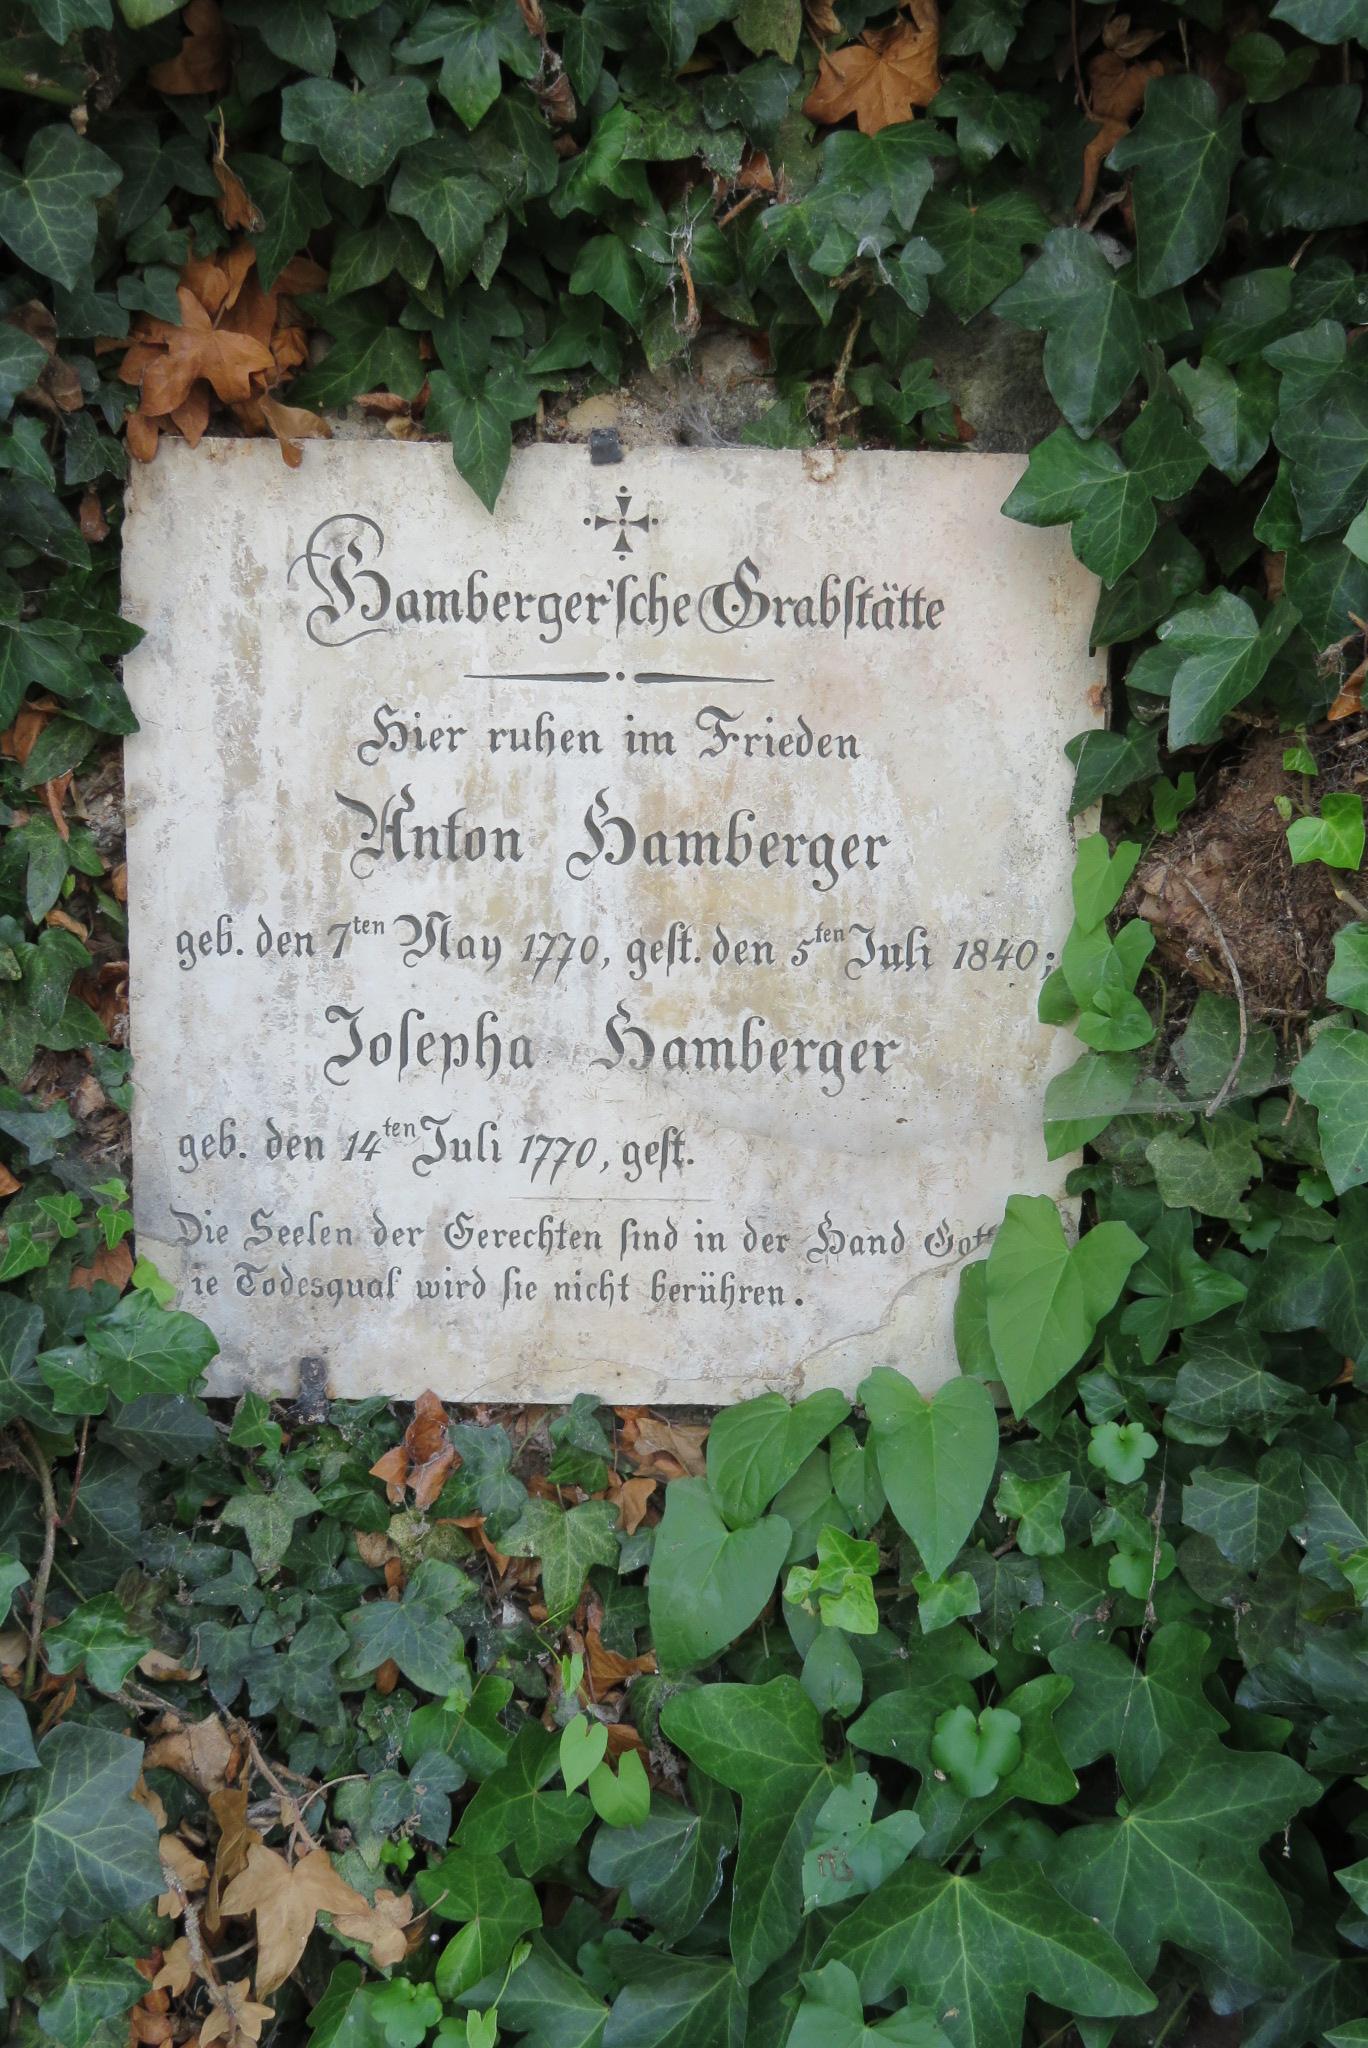 Hamberger'sche Grabstätte
Hier ruhen im Frieden
Anton Hamberger
geb. den 7ten May 1770, gest. den 5ten Juli 1840;
Josepha Hamberger
geb. den 14ten Juli 1770, gest.
Die Seelen der Gerechten sind in der Hand Gott
ie Todesqual wird sie nicht berühren.